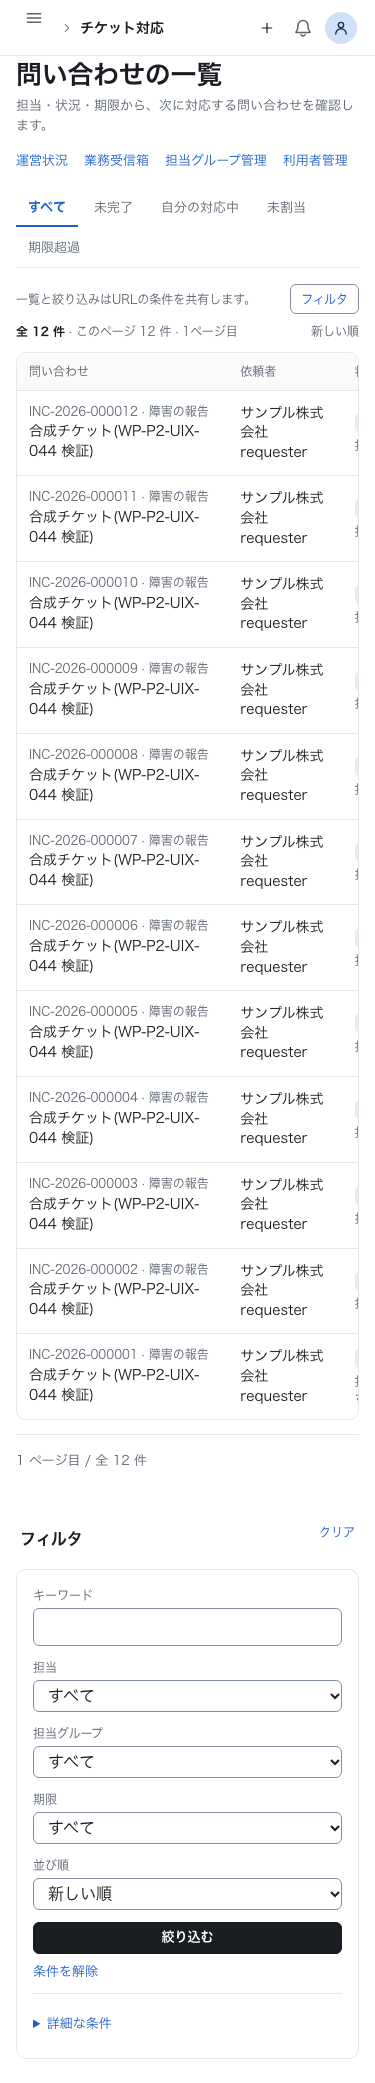 チケット対応
問い合わせの一覧
担当・状況・期限から、次に対応する問い合わせを確認し
ます。
運営状況 業務受信箱 担当グループ管理 利用者管理
すべて 未完了 自分の対応中 未割当
期限超過
一覧と絞り込みはURLの条件を共有します。 フィルタ
全 12 件 · このページ 12 件 · 1ページ目 新しい順
問い合わせ 依頼者
INC-2026-000012 · 障害の報告
合成チケット(WP-P2-UIX-
044 検証)
サンプル株式
会社
requester
INC-2026-000011 · 障害の報告
合成チケット(WP-P2-UIX-
044 検証)
サンプル株式
会社
requester
INC-2026-000010 · 障害の報告
合成チケット(WP-P2-UIX-
044 検証)
サンプル株式
会社
requester
INC-2026-000009 · 障害の報告
合成チケット(WP-P2-UIX-
044 検証)
サンプル株式
会社
requester
INC-2026-000008 · 障害の報告
合成チケット(WP-P2-UIX-
044 検証)
サンプル株式
会社
requester
INC-2026-000007 · 障害の報告
合成チケット(WP-P2-UIX-
044 検証)
サンプル株式
会社
requester
INC-2026-000006 · 障害の報告
合成チケット(WP-P2-UIX-
044 検証)
サンプル株式
会社
requester
INC-2026-000005 · 障害の報告
合成チケット(WP-P2-UIX-
044 検証)
サンプル株式
会社
requester
INC-2026-000004 · 障害の報告
合成チケット(WP-P2-UIX-
044 検証)
サンプル株式
会社
requester
INC-2026-000003 · 障害の報告
合成チケット(WP-P2-UIX-
044 検証)
サンプル株式
会社
requester
INC-2026-000002 · 障害の報告
合成チケット(WP-P2-UIX-
044 検証)
サンプル株式
会社
requester
INC-2026-000001 · 障害の報告
合成チケット(WP-P2-UIX-
044 検証)
サンプル株式
会社
requester
1 ページ目 / 全 12 件
フィルタ クリア
キーワード
担当
すべて
担当グループ
すべて
期限
すべて
並び順
新しい順
絞り込む
条件を解除
詳細な条件